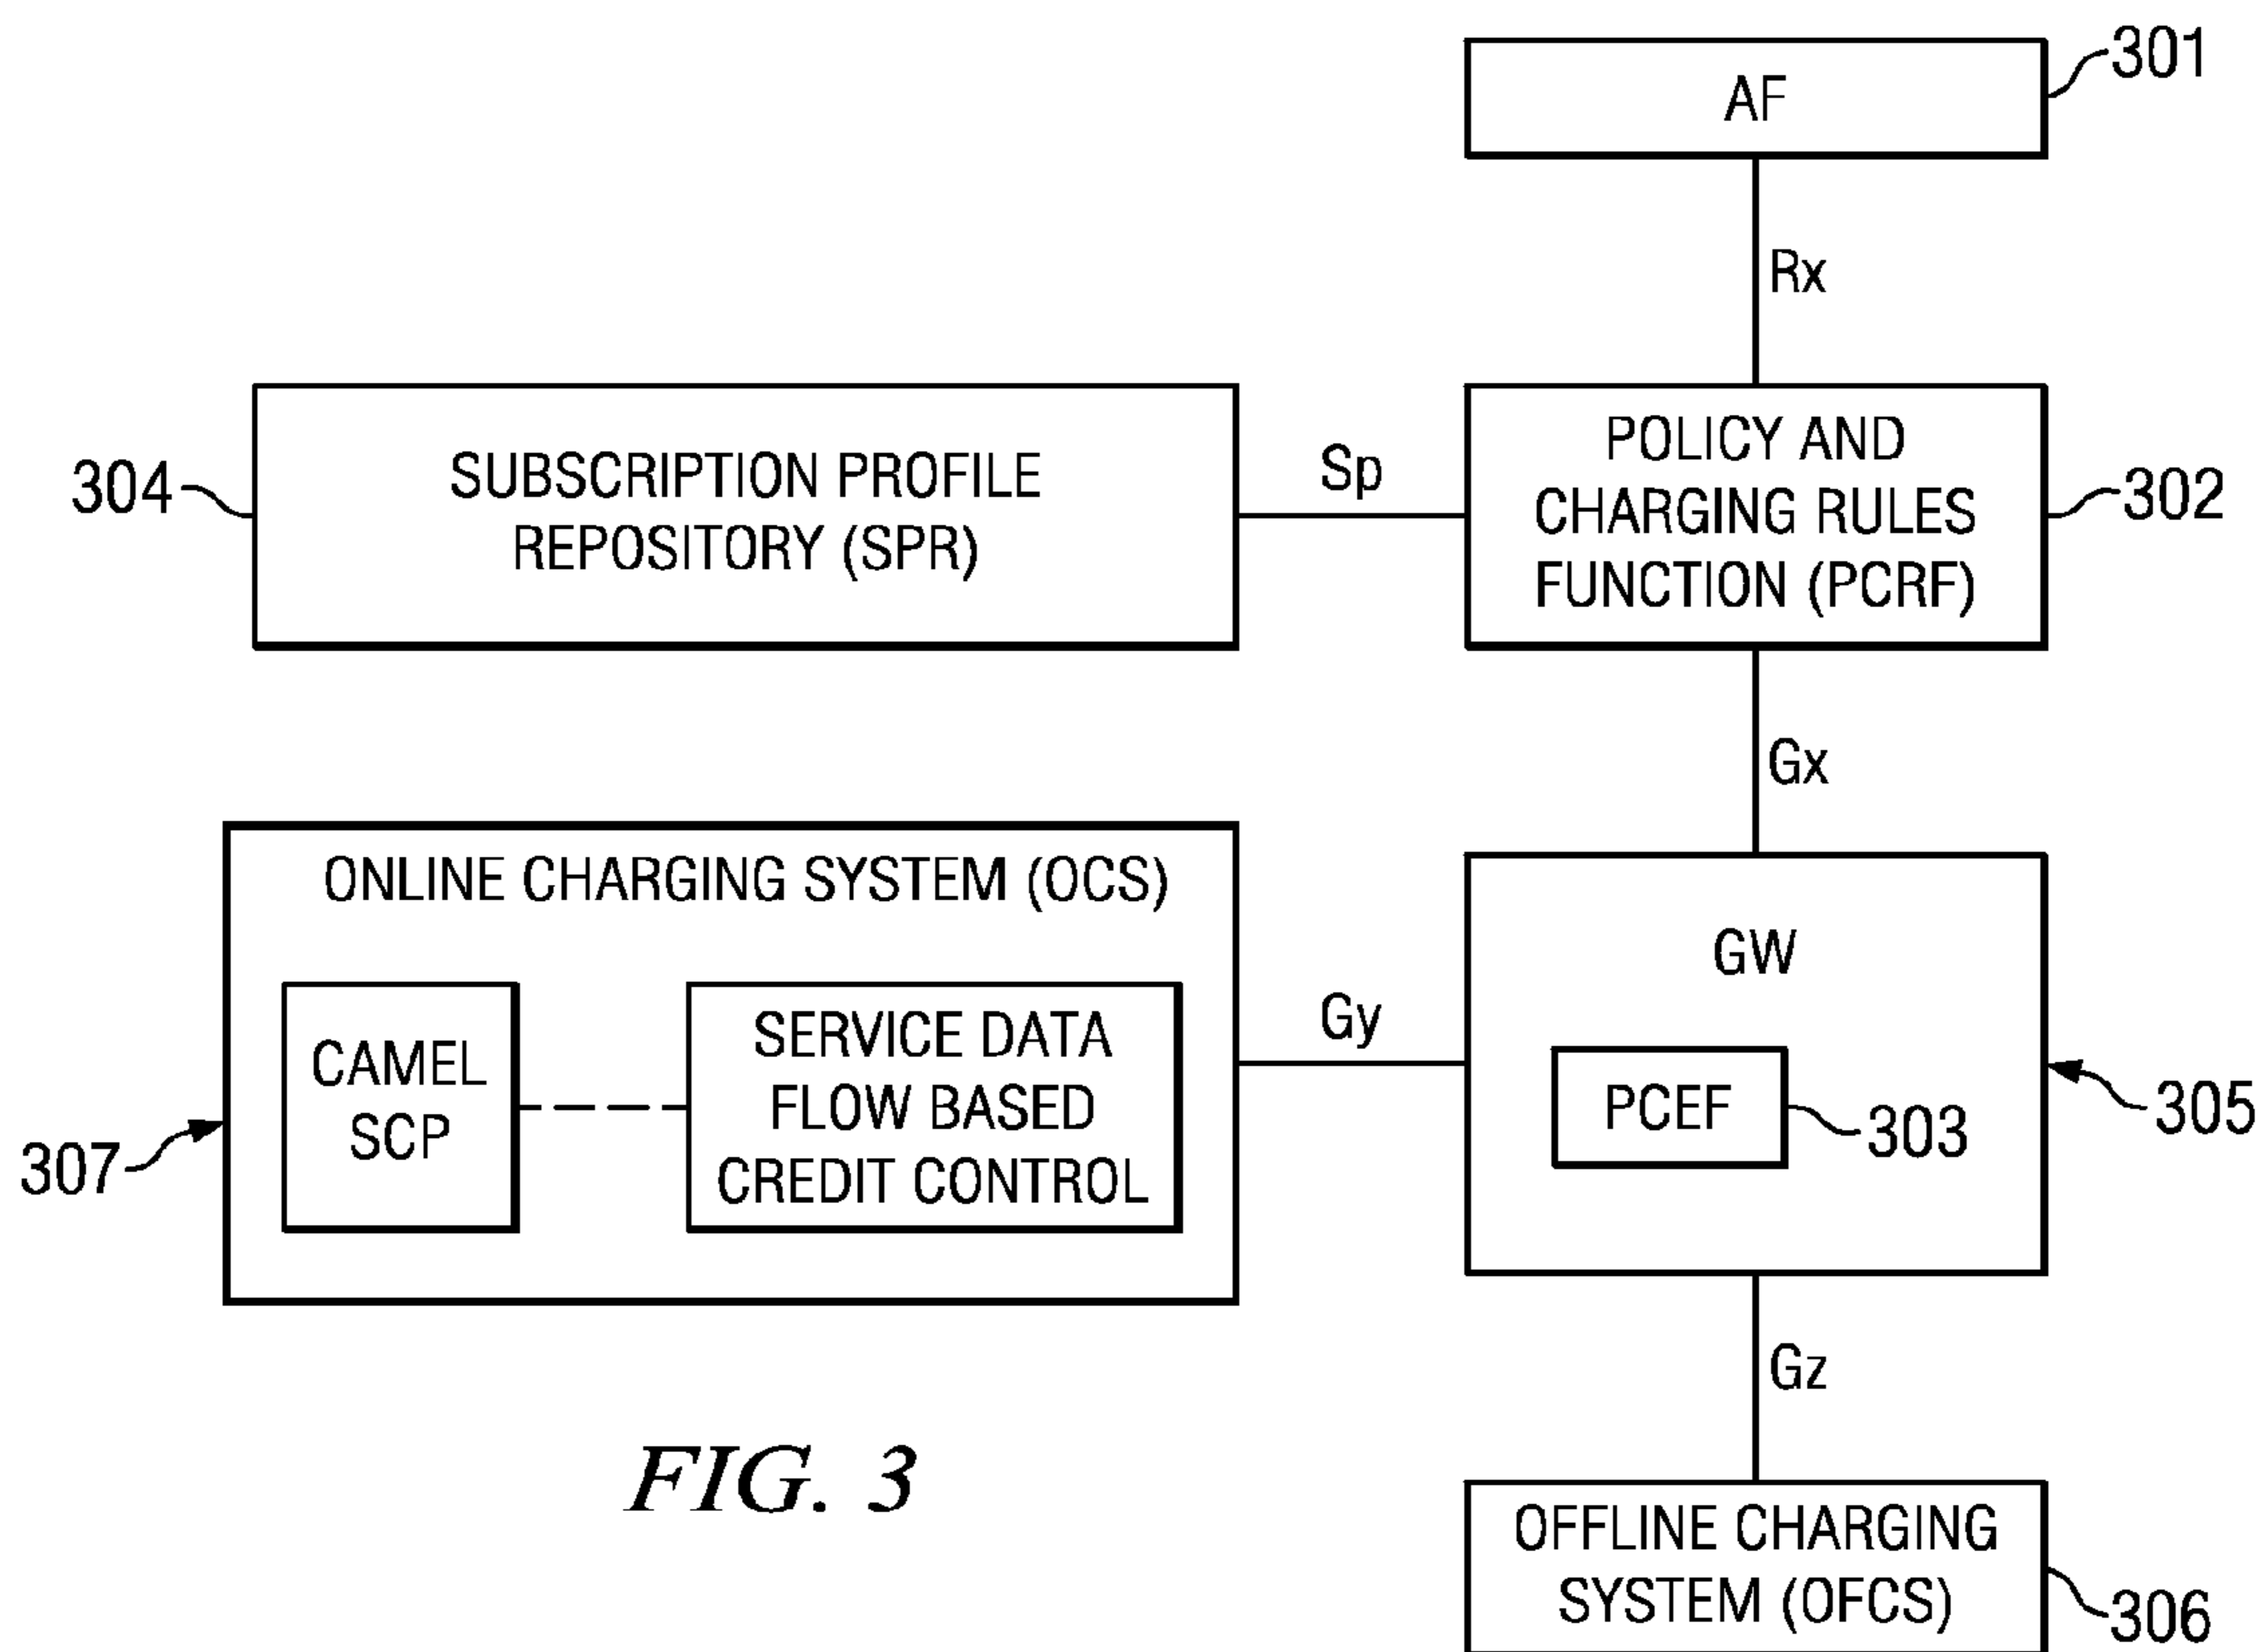 AF
301
Rx
304
SUBSCRIPTION PROFILE
REPOSITORY (SPR)
Sp
POLICY AND
CHARGING RULES
FUNCTION (PCRF)
302
Gx
ONLINE CHARGING SYSTEM (OCS)
CAMEL
SCP
SERVICE DATA
FLOW BASED
CREDIT CONTROL
307
Gy
GW
PCEF
303
305
Gz
OFFLINE CHARGING
SYSTEM (OFCS)
306
FIG. 3